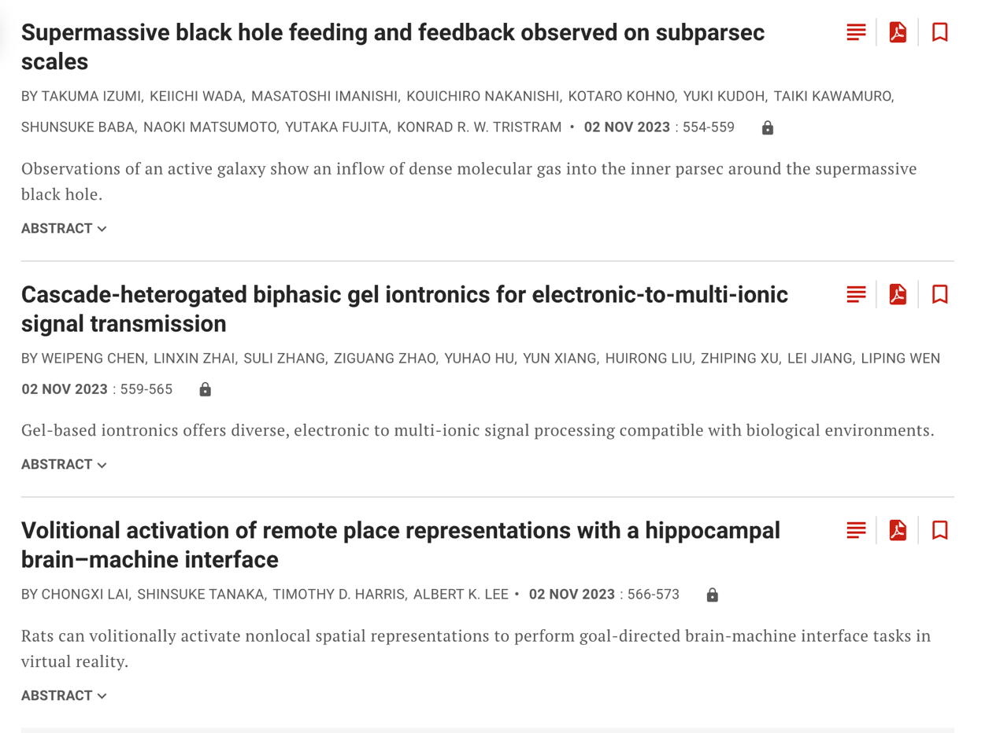 Supermassive black hole feeding and feedback observed on subparsec
scales
BY TAKUMA IZUMI, KEIICHI WADA, MASATOSHI IMANISHI, KOUICHIRO NAKANISHI, KOTARO KOHNO, YUKI KUDOH, TAIKI KAWAMURO,
SHUNSUKE BABA, NAOKI MATSUMOTO, YUTAKA FUJITA, KONRAD R. W. TRISTRAM • 02 NOV 2023 : 554-559
Observations of an active galaxy show an inflow of dense molecular gas into the inner parsec around the supermassive
black hole.
ABSTRACT
Cascade-heterogated biphasic gel iontronics for electronic-to-multi-ionic
signal transmission
BY WEIPENG CHEN, LINXIN ZHAI, SULI ZHANG, ZIGUANG ZHAO, YUHAO HU, YUN XIANG, HUIRONG LIU, ZHIPING XU, LEI JIANG, LIPING WEN
02 NOV 2023 : 559-565
Gel-based iontronics offers diverse, electronic to multi-ionic signal processing compatible with biological environments.
ABSTRACT
Volitional activation of remote place representations with a hippocampal
brain–machine interface
BY CHONGXI LAI, SHINSUKE TANAKA, TIMOTHY D. HARRIS, ALBERT K. LEE • 02 NOV 2023 : 566-573
Rats can volitionally activate nonlocal spatial representations to perform goal-directed brain-machine interface tasks in
virtual reality.
ABSTRACT